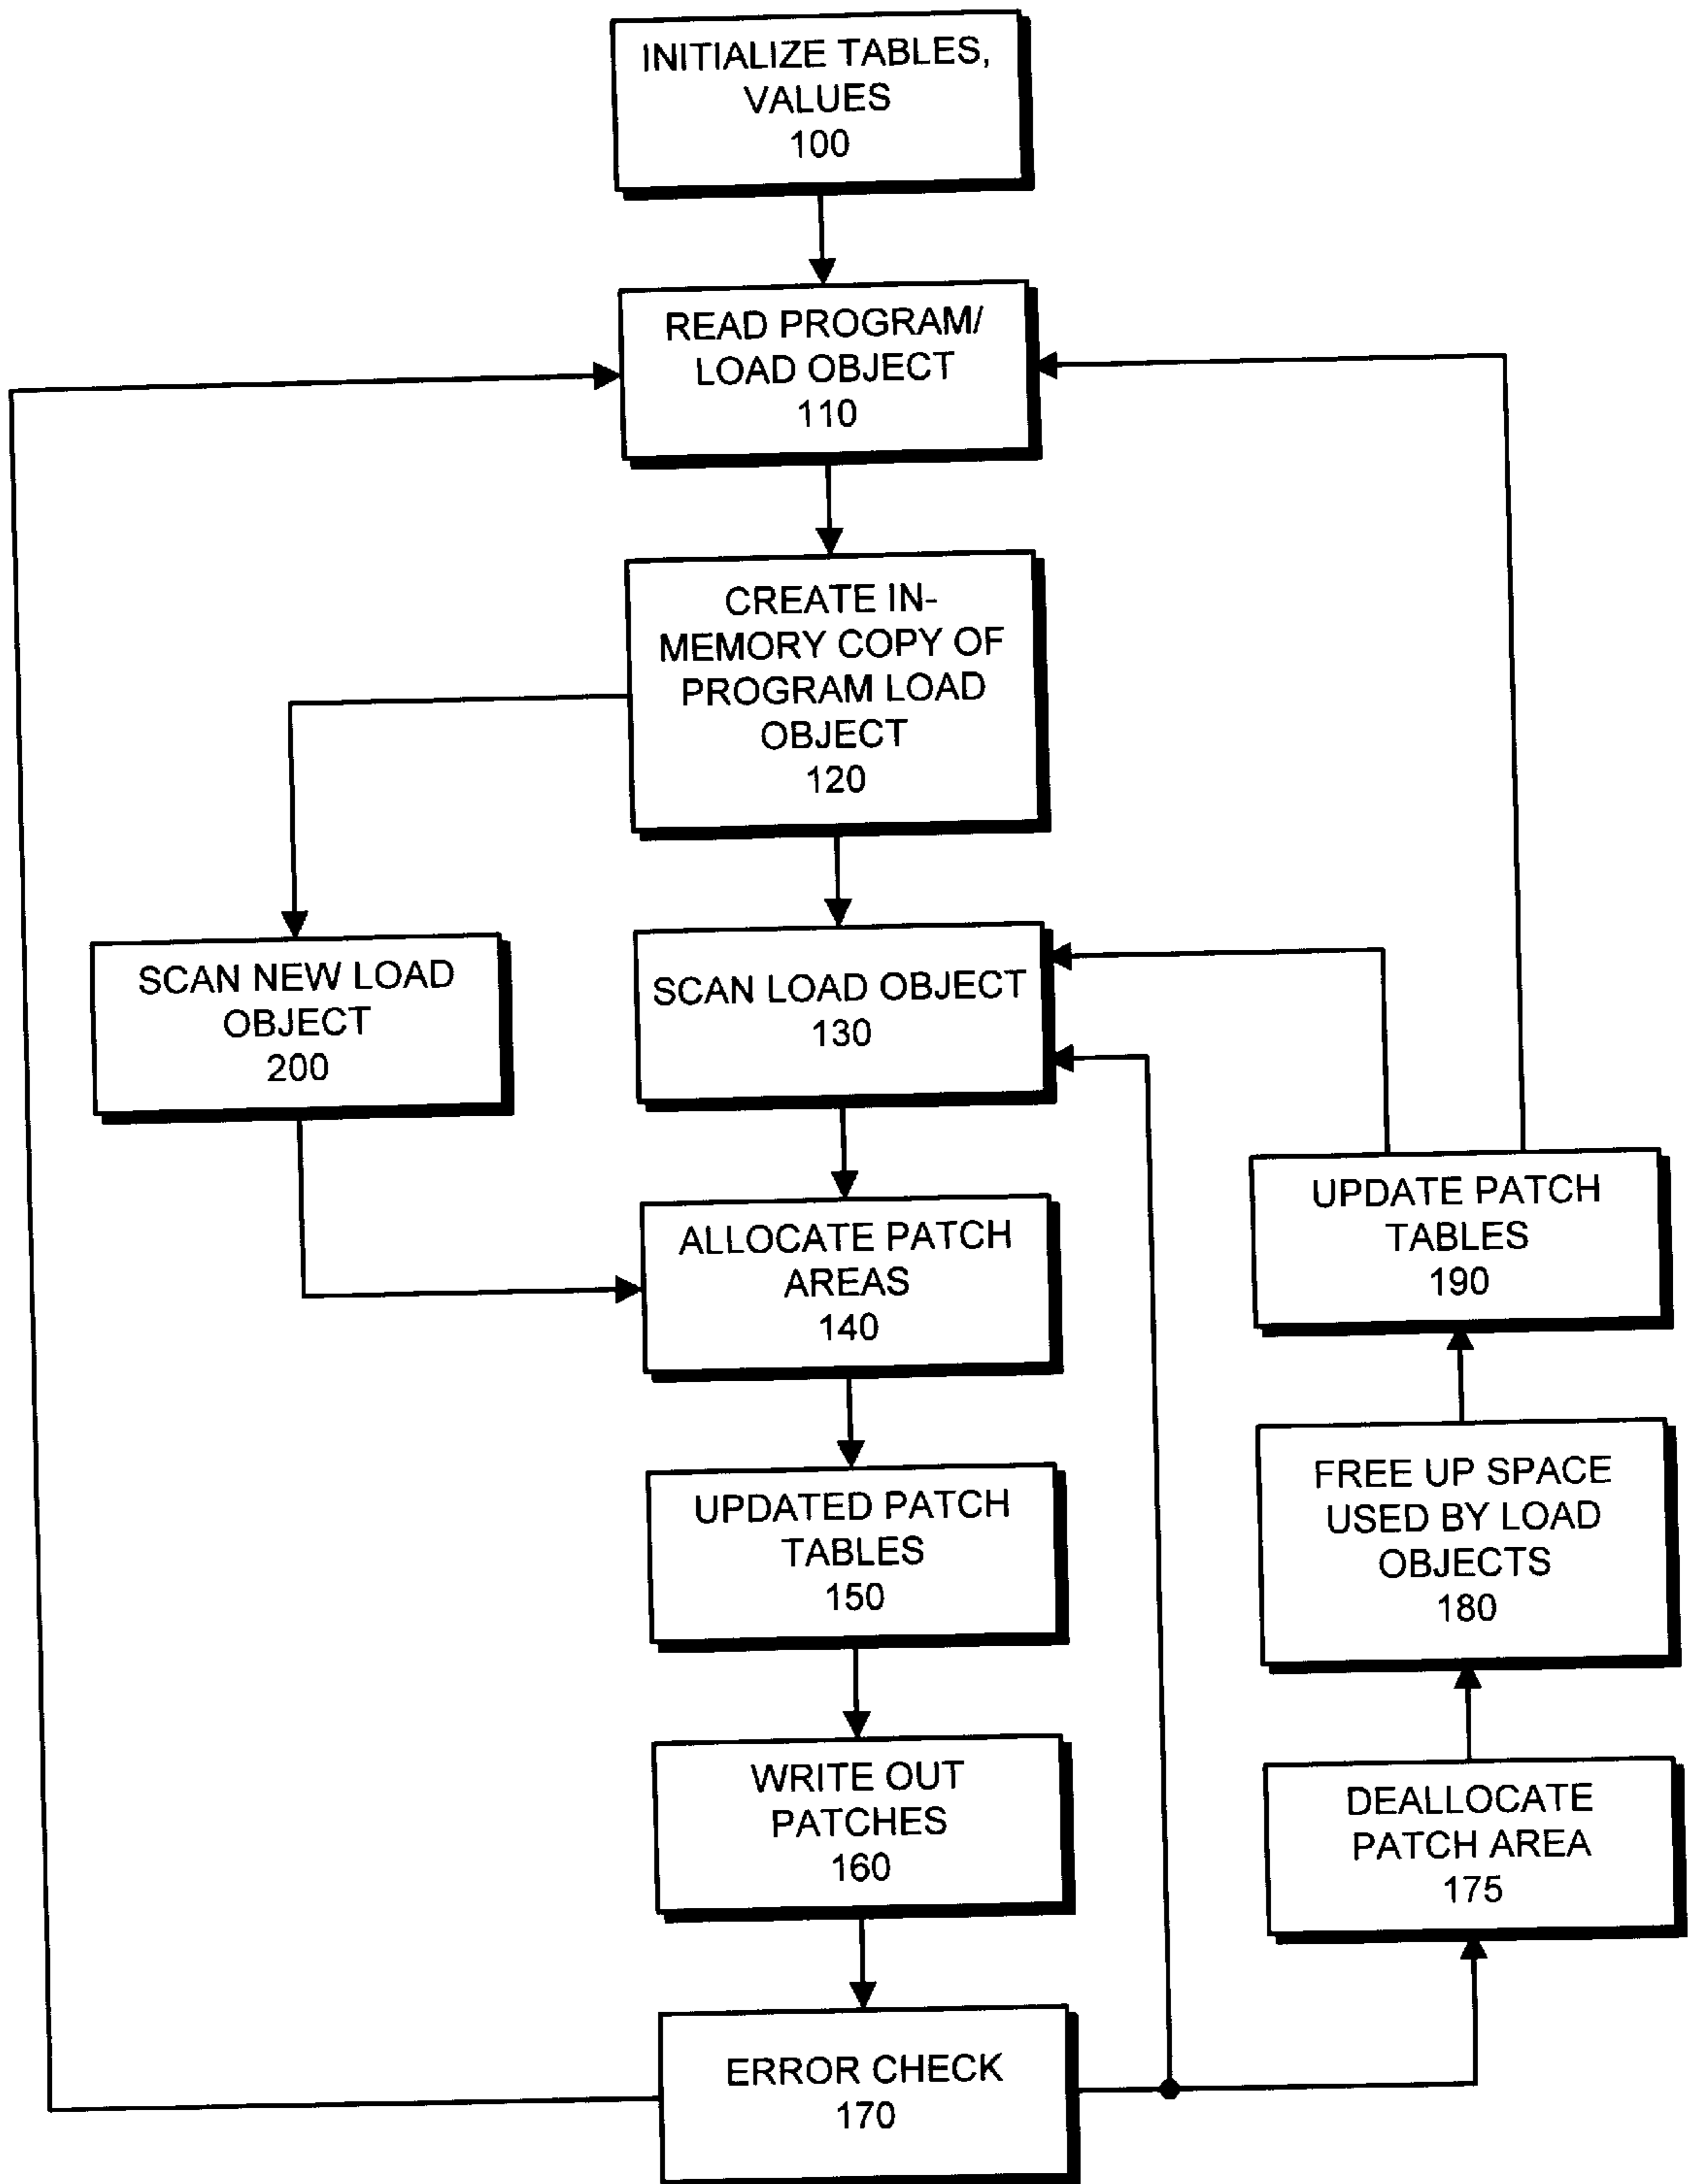 INITIALIZE TABLES,
VALUES
100
READ PROGRAM/
LOAD OBJECT
110
CREATE IN-
MEMORY COPY OF
PROGRAM LOAD
OBJECT
120
SCAN NEW LOAD
OBJECT
200
SCAN LOAD OBJECT
130
ALLOCATE PATCH
AREAS
140
UPDATE PATCH
TABLES
190
UPDATED PATCH
TABLES
150
FREE UP SPACE
USED BY LOAD
OBJECTS
180
WRITE OUT
PATCHES
160
DEALLOCATE
PATCH AREA
175
ERROR CHECK
170